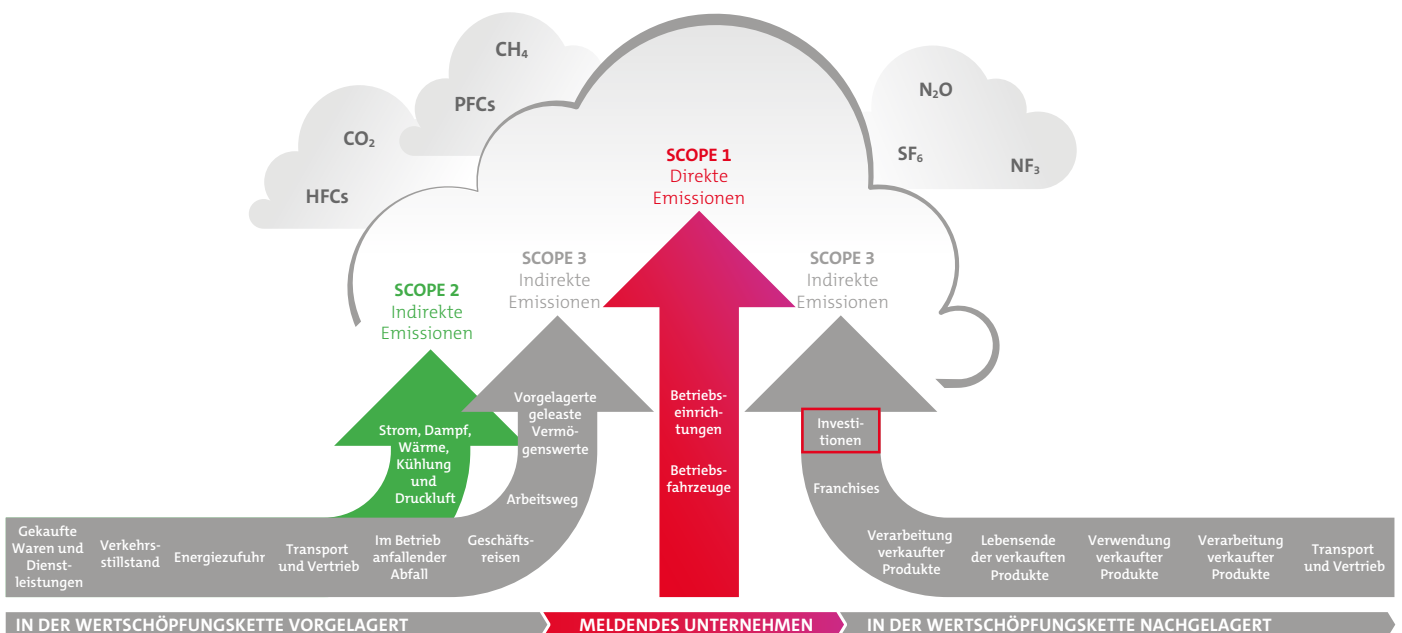 CH₄
PFCs
CO₂
HFCs
N₂O
SF₆
NF₃
SCOPE 1
Direkte
Emissionen
SCOPE 3
Indirekte
Emissionen
SCOPE 3
Indirekte
Emissionen
SCOPE 2
Indirekte
Emissionen
Strom, Dampf,
Wärme,
Kühlung
und
Druckluft
Vorgelagerte
geleaste
Vermö-
genswerte
Arbeitsweg
Geschäfts-
reisen
Betriebs-
einrich-
tungen
Betriebs-
fahrzeuge
Investi-
tionen
Franchises
Gekaufte
Waren und
Dienst-
leistungen
Verkehrs-
stillstand
Energiezufuhr
Transport
und Vertrieb
Im Betrieb
anfallender
Abfall
Verarbeitung
verkaufter
Produkte
Lebensende
der verkauften
Produkte
Verwendung
verkaufter
Produkte
Verarbeitung
verkaufter
Produkte
Transport
und Vertrieb
IN DER WERTSCHÖPFUNGSKETTE VORGELAGERT
MELDENDES UNTERNEHMEN
IN DER WERTSCHÖPFUNGSKETTE NACHGELAGERT